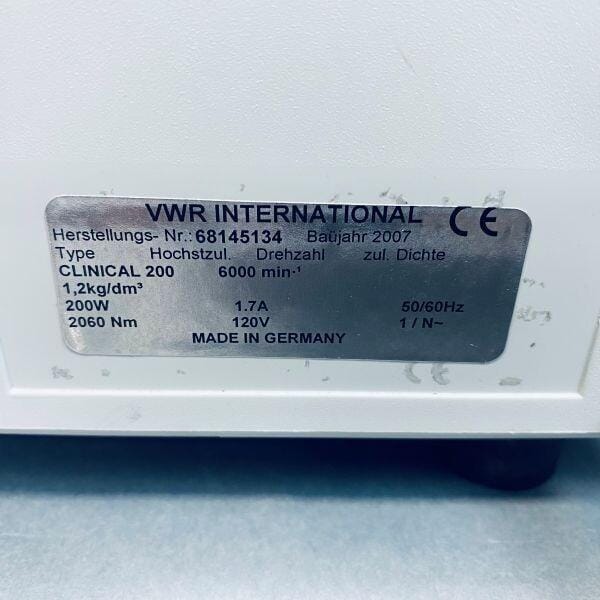 VWR INTERNATIONAL CE
Herstellungs- Nr.: 68145134 Baüjahr 2007
Type Hochstzul. Drehzahl zul. Dichte
CLINICAL 200 6000 min-¹
1,2kg/dm³
200W 1.7A 50/60Hz
2060 Nm 120V 1 / N~
MADE IN GERMANY